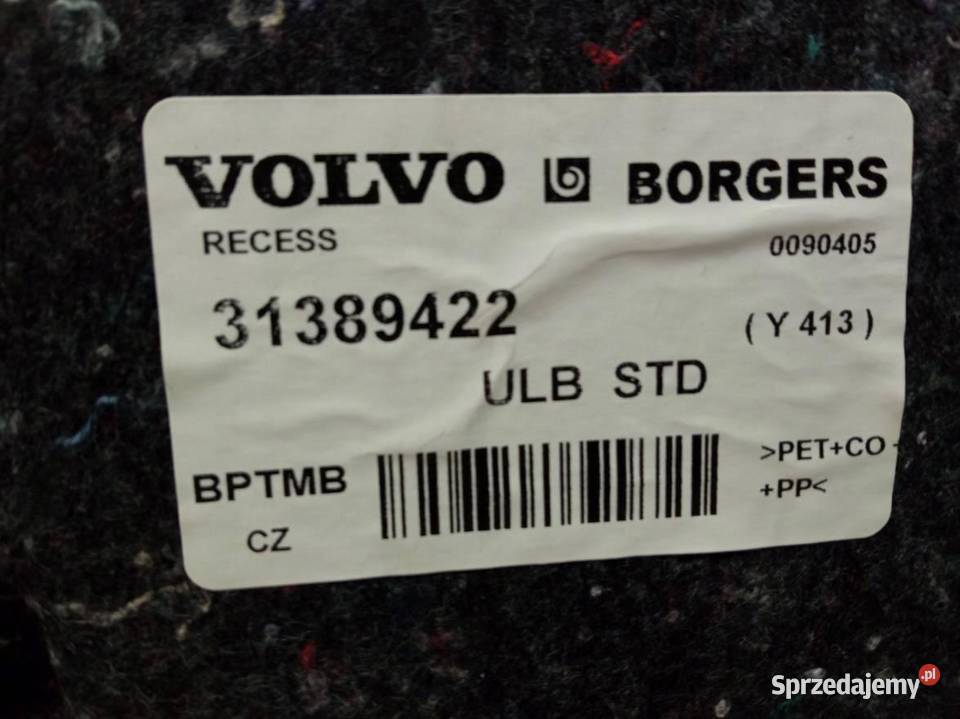 VOLVO BORGERS
RECESS 0090405
31389422 ( Y 413 )
ULB STD
BPTMB >PET+CO+
CZ +PP<
Sprzedajemy.pl